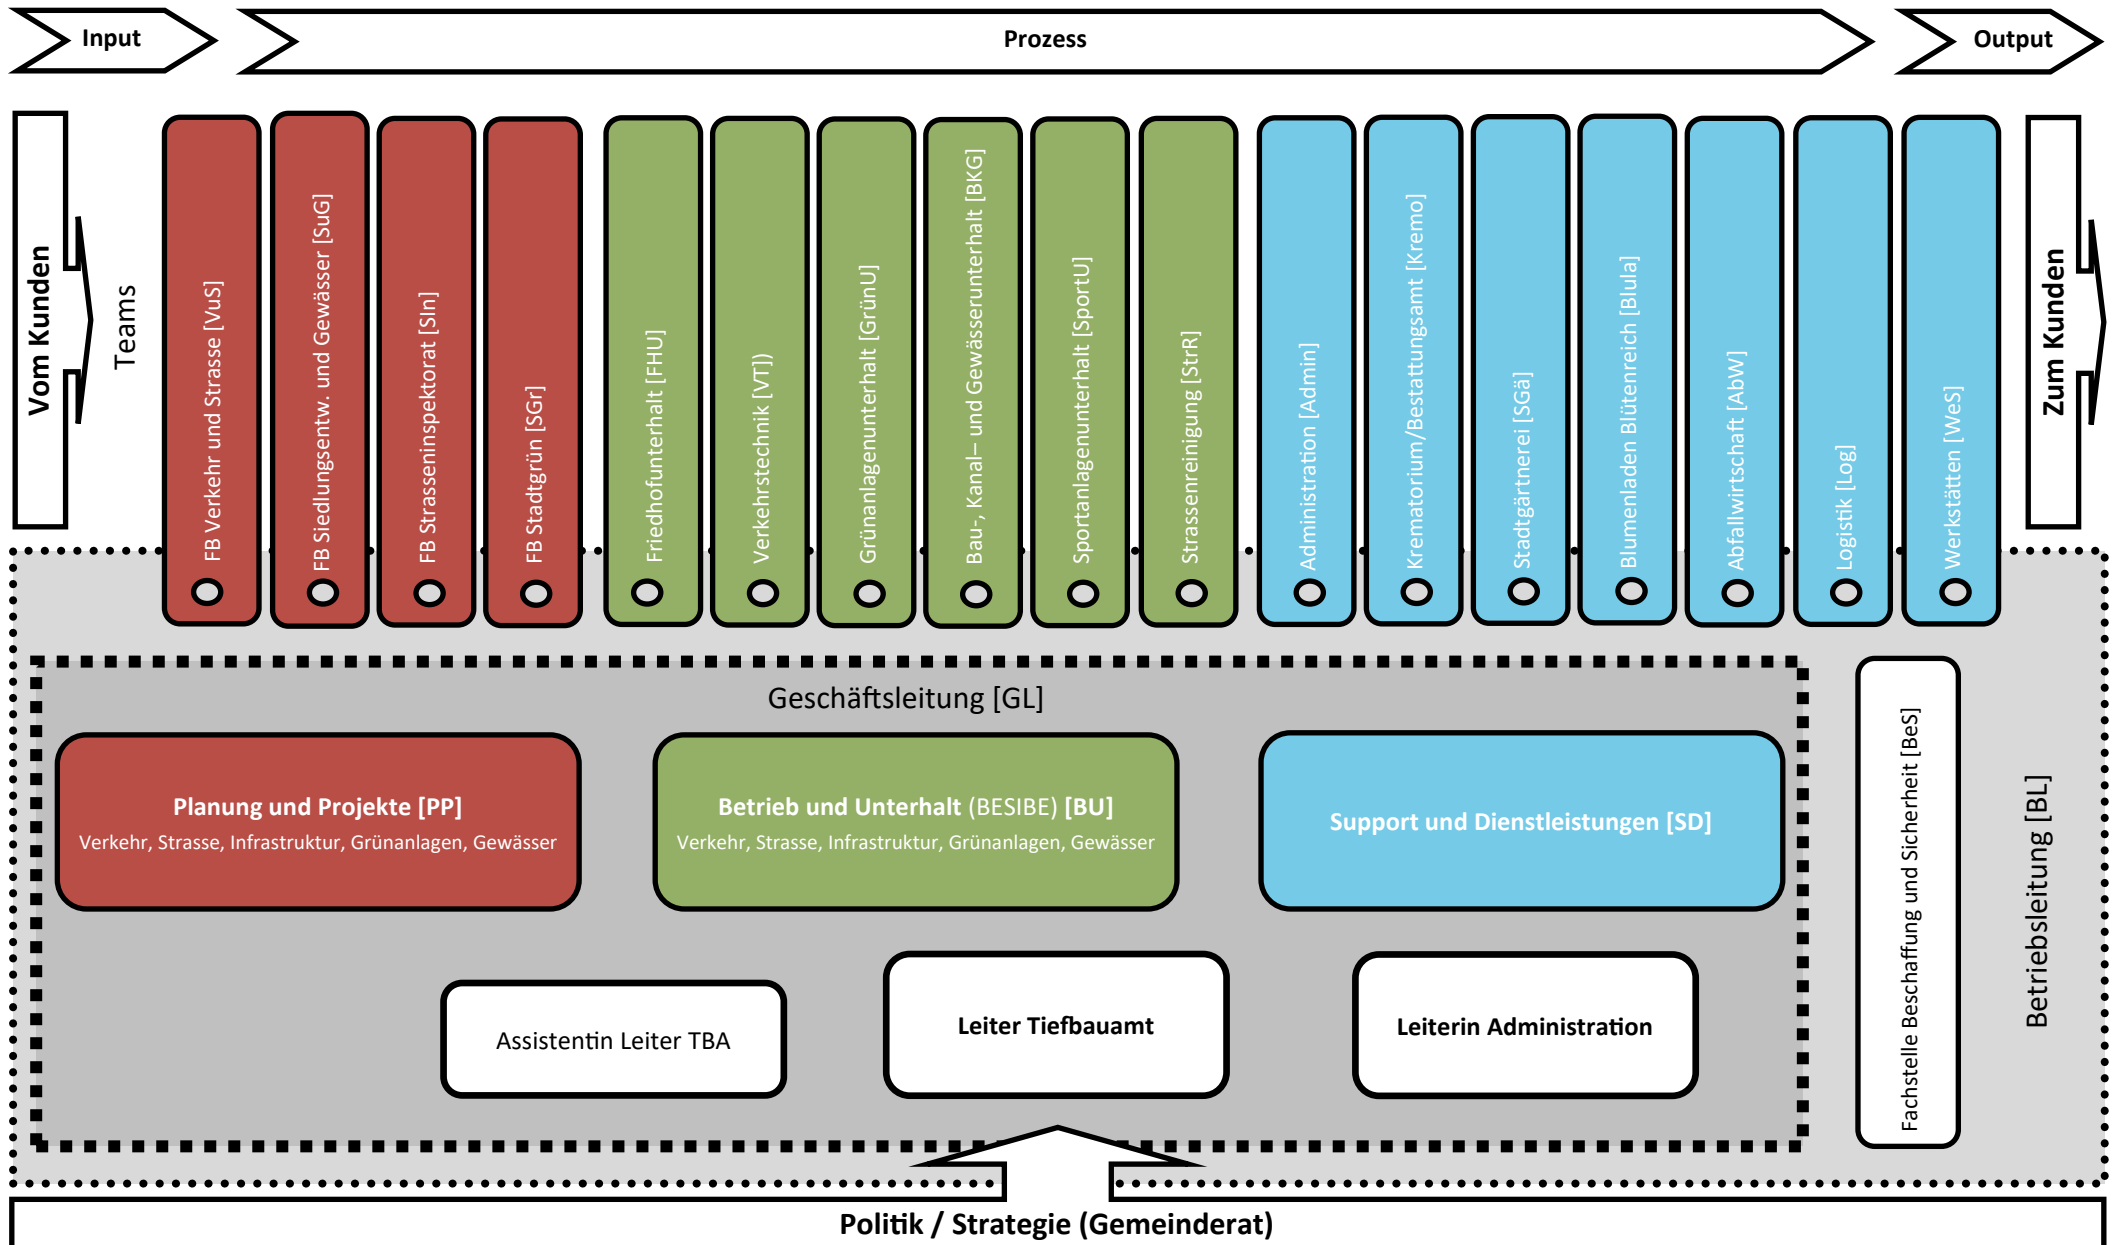 Input
Prozess
Output
Vom Kunden
Teams
FB Verkehr und Strasse [VuS]
FB Siedlungsentw. und Gewässer [SuG]
FB Strasseninspektorat [SIn]
FB Stadtgrün [SGr]
Friedhofunterhalt [FHU]
Verkehrstechnik [VT])
Grünanlagenunterhalt [GrünU]
Bau-, Kanal– und Gewässerunterhalt [BKG]
Sportanlagenunterhalt [SportU]
Strassenreinigung [StrR]
Administration [Admin]
Krematorium/Bestattungsamt [Kremo]
Stadtgärtnerei [SGä]
Blumenladen Blütenreich [Blula]
Abfallwirtschaft [AbW]
Logistik [Log]
Werkstätten [WeS]
Zum Kunden
Geschäftsleitung [GL]
Planung und Projekte [PP]
Verkehr, Strasse, Infrastruktur, Grünanlagen, Gewässer
Betrieb und Unterhalt (BESIBE) [BU]
Verkehr, Strasse, Infrastruktur, Grünanlagen, Gewässer
Support und Dienstleistungen [SD]
Fachstelle Beschaffung und Sicherheit [BeS]
Betriebsleitung [BL]
Assistentin Leiter TBA
Leiter Tiefbauamt
Leiterin Administration
Politik / Strategie (Gemeinderat)